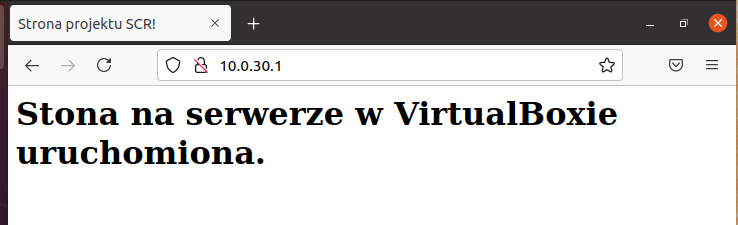 Strona projektu SCR!
10.0.30.1
Stona na serwerze w VirtualBoxie
uruchomiona.